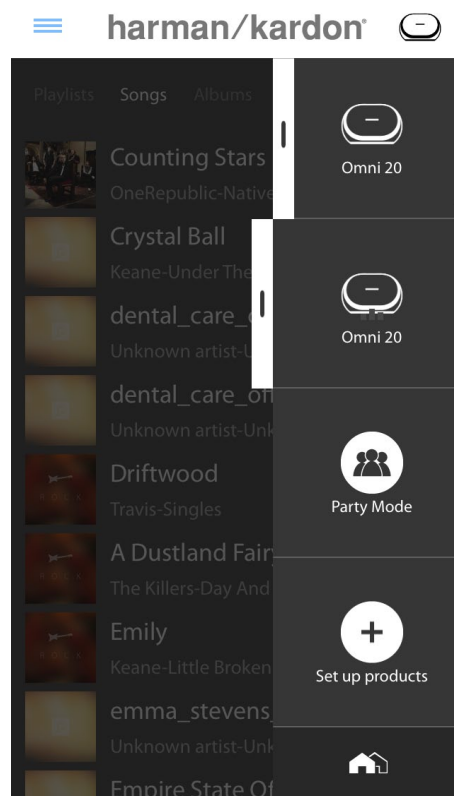 harman/kardon®
Playlists Songs Albums
Counting Stars
OneRepublic-Native
Crystal Ball
Keane-Under The
dental_care_
Unknown artist-U
dental_care_off
Unknown artist-Unk
Driftwood
Travis-Singles
A Dustland Fairy
The Killers-Day And
Emily
Keane-Little Broken
emma_stevens_
Unknown artist-Unk
Empire State Of
Omni 20
Omni 20
Party Mode
Set up products